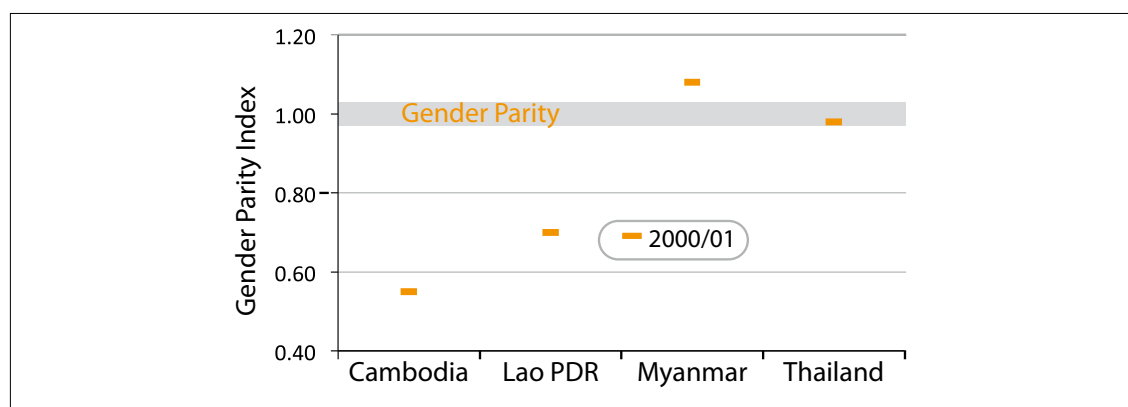 Gender Parity Index
1.20
1.00
0.80
0.60
0.40
Gender Parity
2000/01
Cambodia Lao PDR Myanmar Thailand